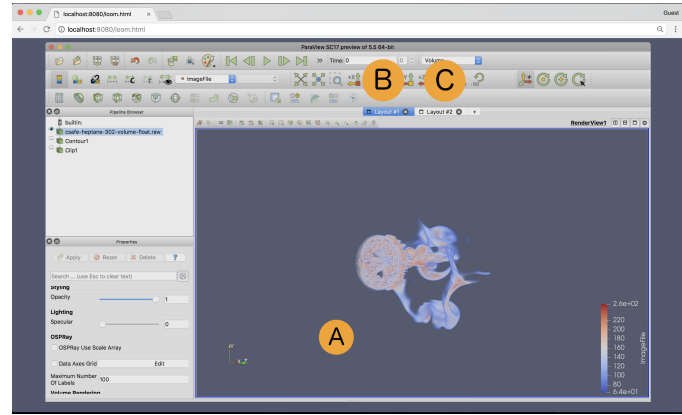 loom.html
Guest
localhost:8080/loom.html
ParaView SC17 preview of 5.5 64-bit
Time: 0
0
Volume
ImageFile
B
C
Pipeline Browser
Layout #1
Layout #2
+
builtin:
csafe-heptane-302-volume-float.raw
Contour1
Clip1
RenderView1
Properties
Apply
Reset
Delete
?
Search ... (use Esc to clear text)
Styling
Opacity
1
Lighting
Specular
0
OSPRay
OSPRay Use Scale Array
Data Axes Grid
Edit
Maximum Number
Of Labels
100
Volume Rendering
A
2.6e+02
220
200
180
160
140
120
100
80
6.4e+01
ImageFile